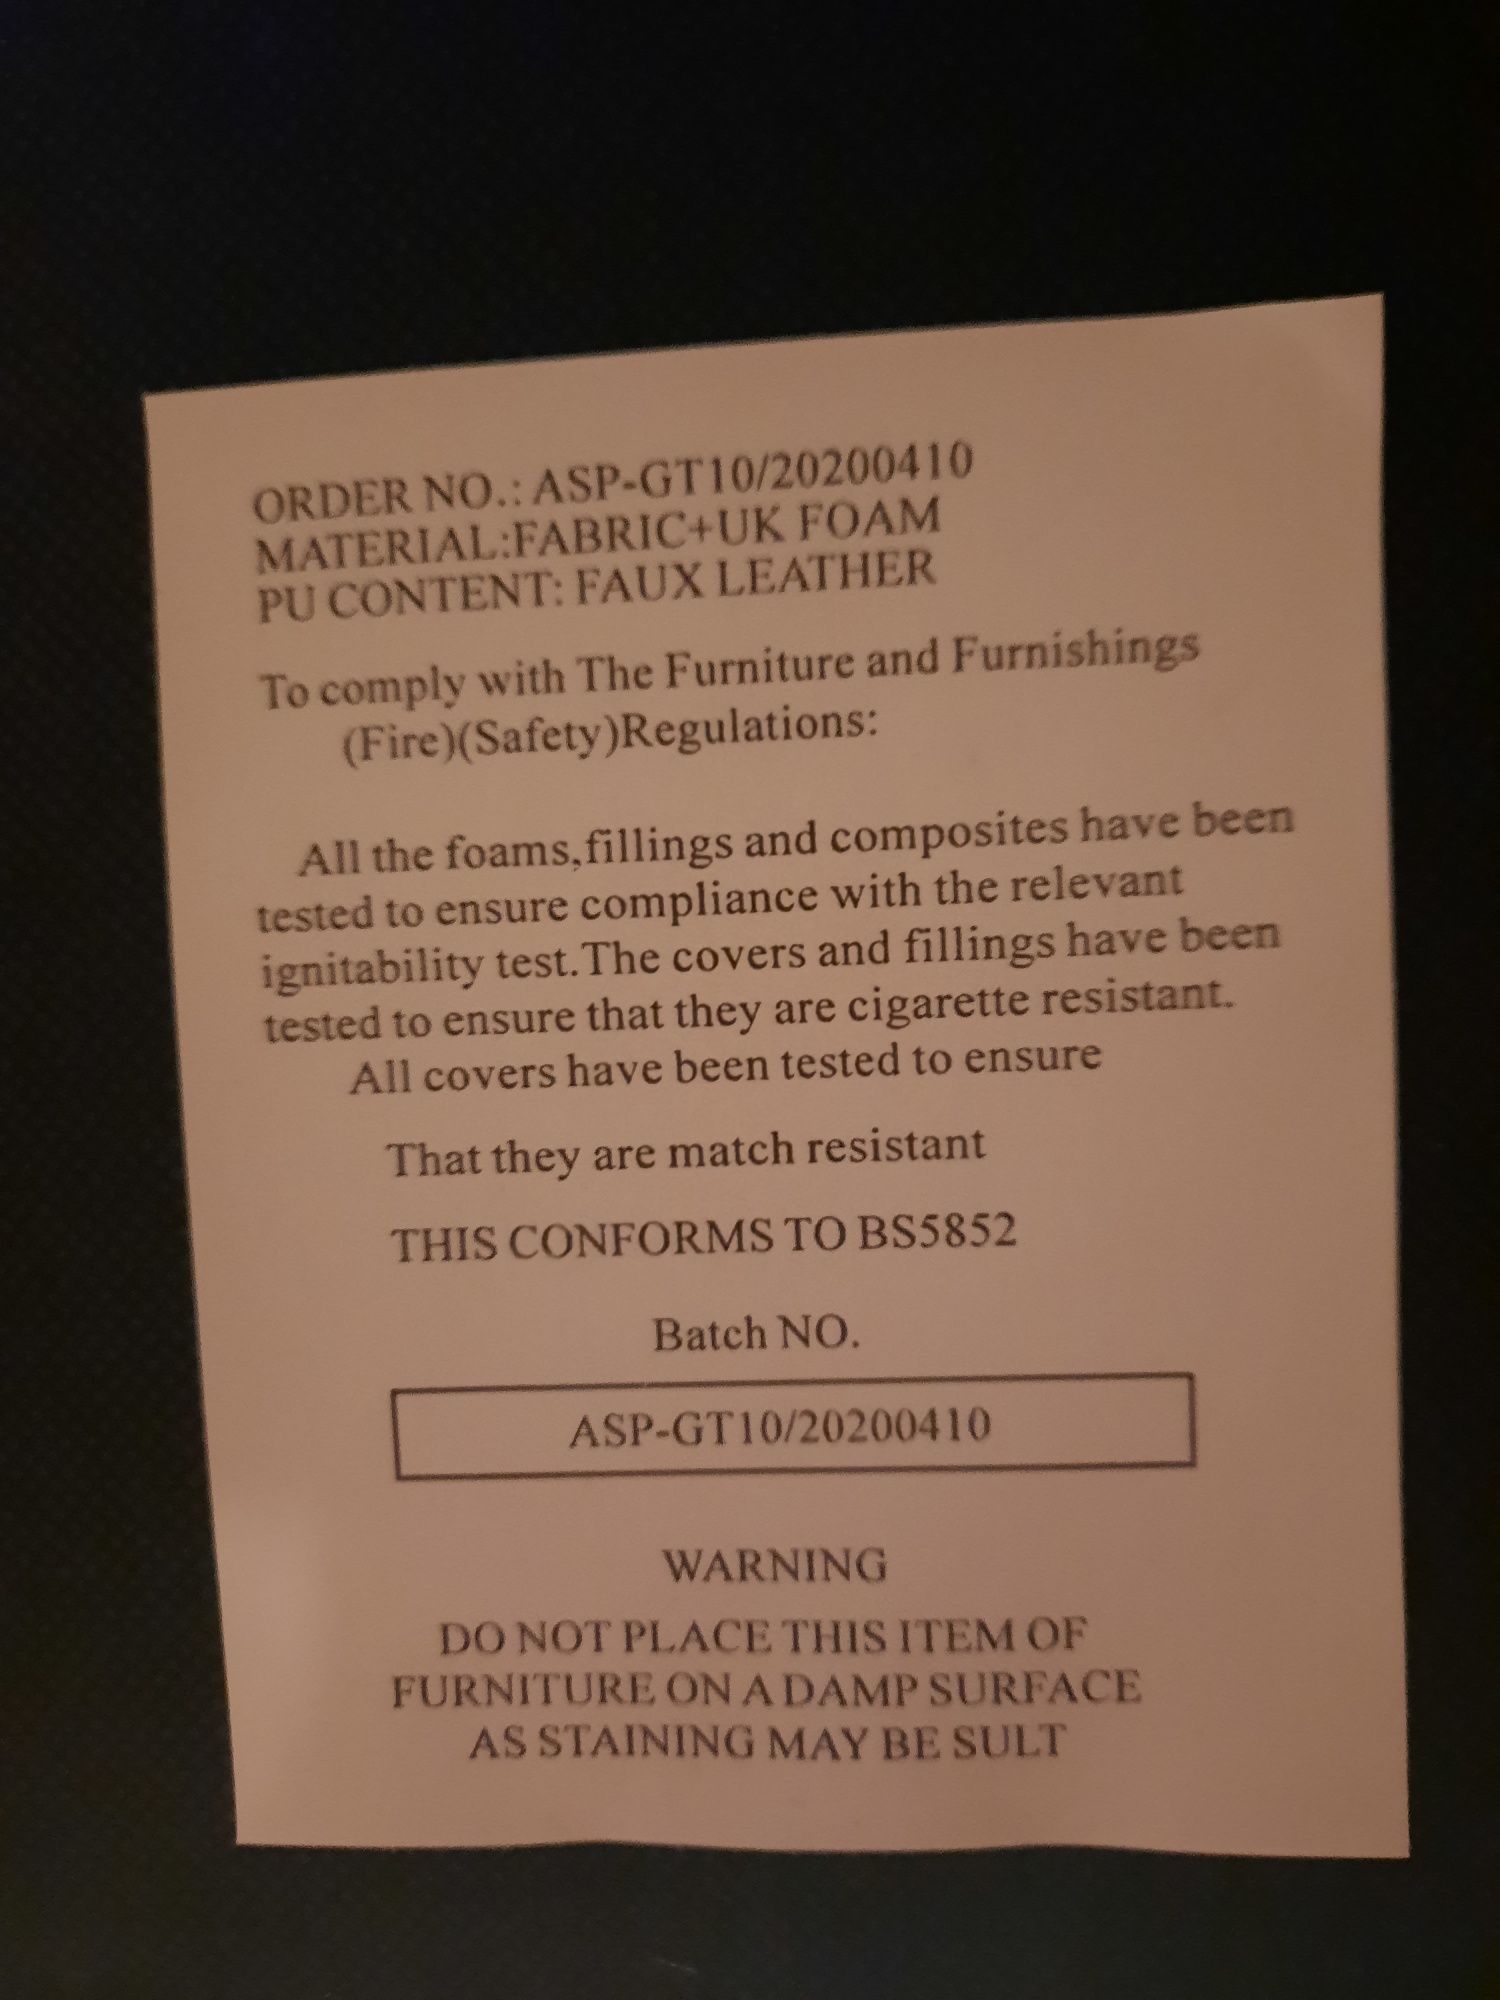 ORDER NO.: ASP-GT10/20200410
MATERIAL:FABRIC+UK FOAM
PU CONTENT: FAUX LEATHER
To comply with The Furniture and Furnishings
(Fire)(Safety)Regulations:
All the foams,fillings and composites have been
tested to ensure compliance with the relevant
ignitability test.The covers and fillings have been
tested to ensure that they are cigarette resistant.
All covers have been tested to ensure
That they are match resistant
THIS CONFORMS TO BS5852
Batch NO.
ASP-GT10/20200410
WARNING
DO NOT PLACE THIS ITEM OF
FURNITURE ON A DAMP SURFACE
AS STAINING MAY BE SULT